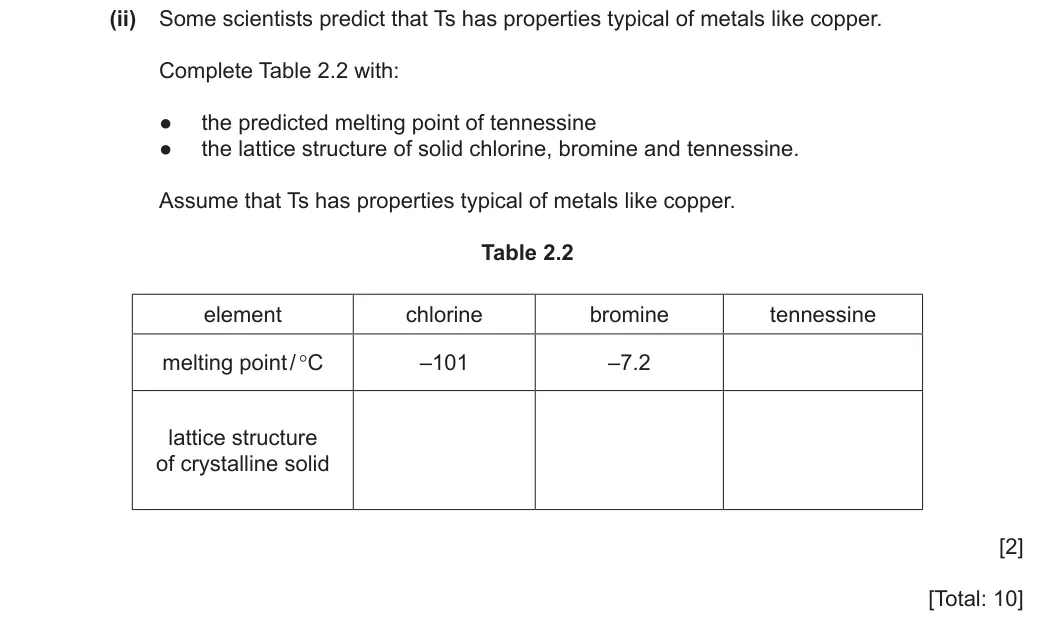 (ii) Some scientists predict that Ts has properties typical of metals like copper.
Complete Table 2.2 with:
● the predicted melting point of tennessine
● the lattice structure of solid chlorine, bromine and tennessine.
Assume that Ts has properties typical of metals like copper.
Table 2.2
element chlorine bromine tennessine
melting point / °C –101 –7.2
lattice structure
of crystalline solid
[2]
[Total: 10]